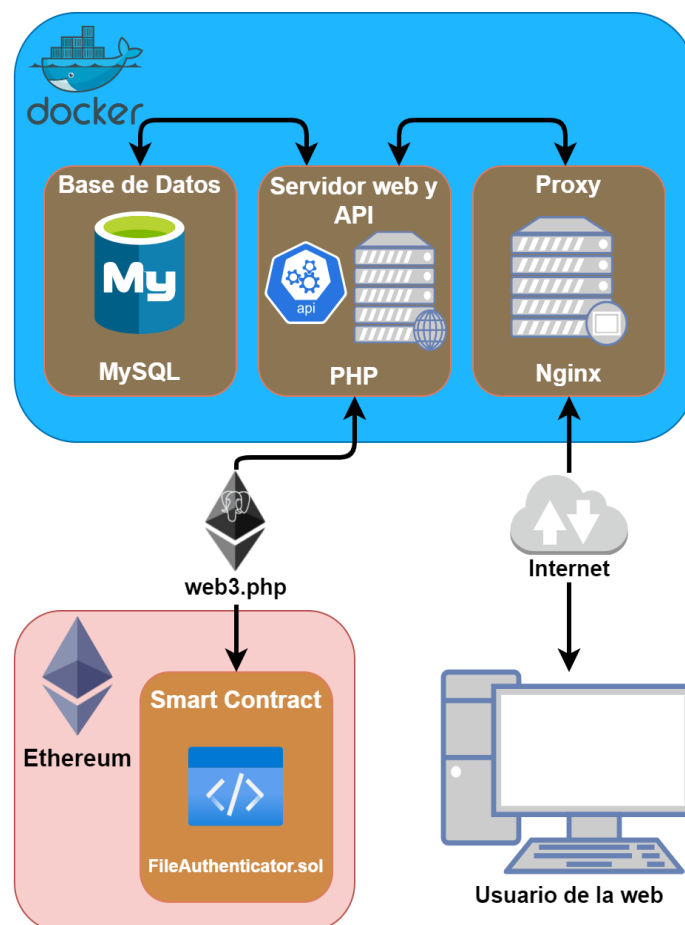 docker
Base de Datos
My
MySQL
Servidor web y
API
api
PHP
Proxy
Nginx
web3.php
Internet
Ethereum
Smart Contract
</>
FileAuthenticator.sol
Usuario de la web